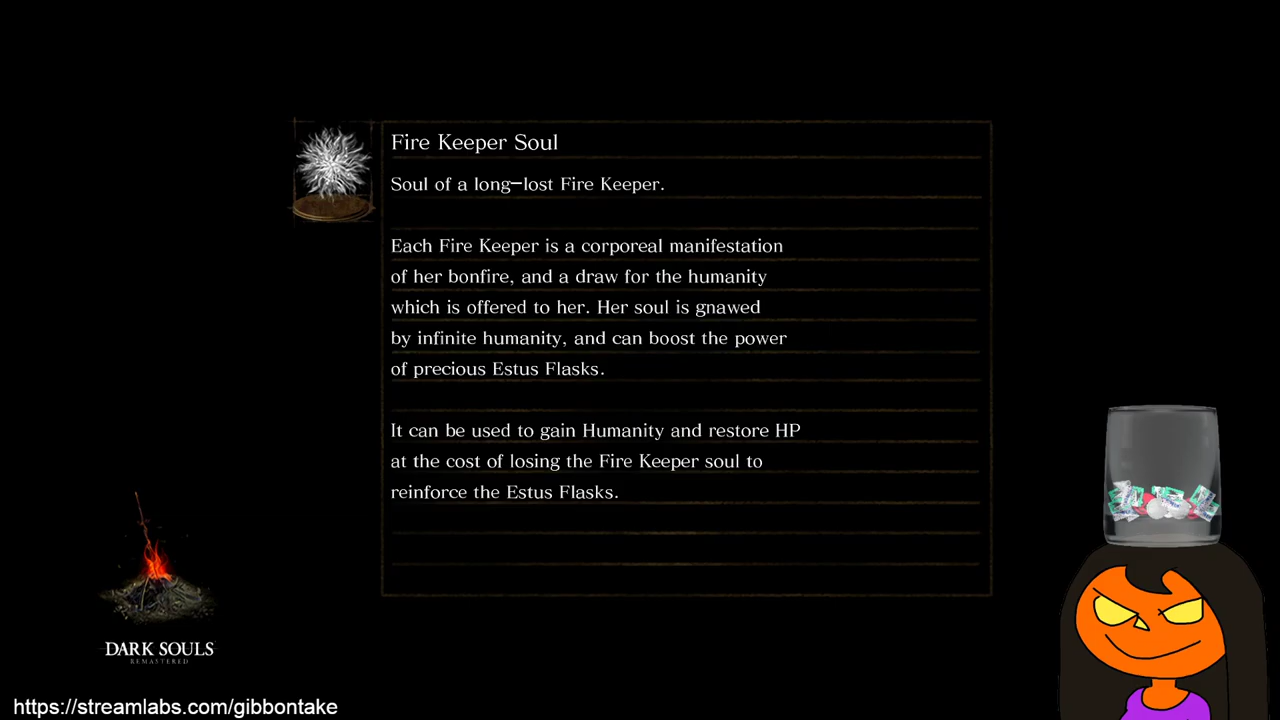 Fire Keeper Soul
Soul of a long-lost Fire Keeper.
Each Fire Keeper is a corporeal manifestation
of her bonfire, and a draw for the humanity
which is offered to her. Her soul is gnawed
by infinite humanity, and can boost the power
of precious Estus Flasks.
It can be used to gain Humanity and restore HP
at the cost of losing the Fire Keeper soul to
reinforce the Estus Flasks.
DARK SOULS
REMASTERED
https://streamlabs.com/gibbontake